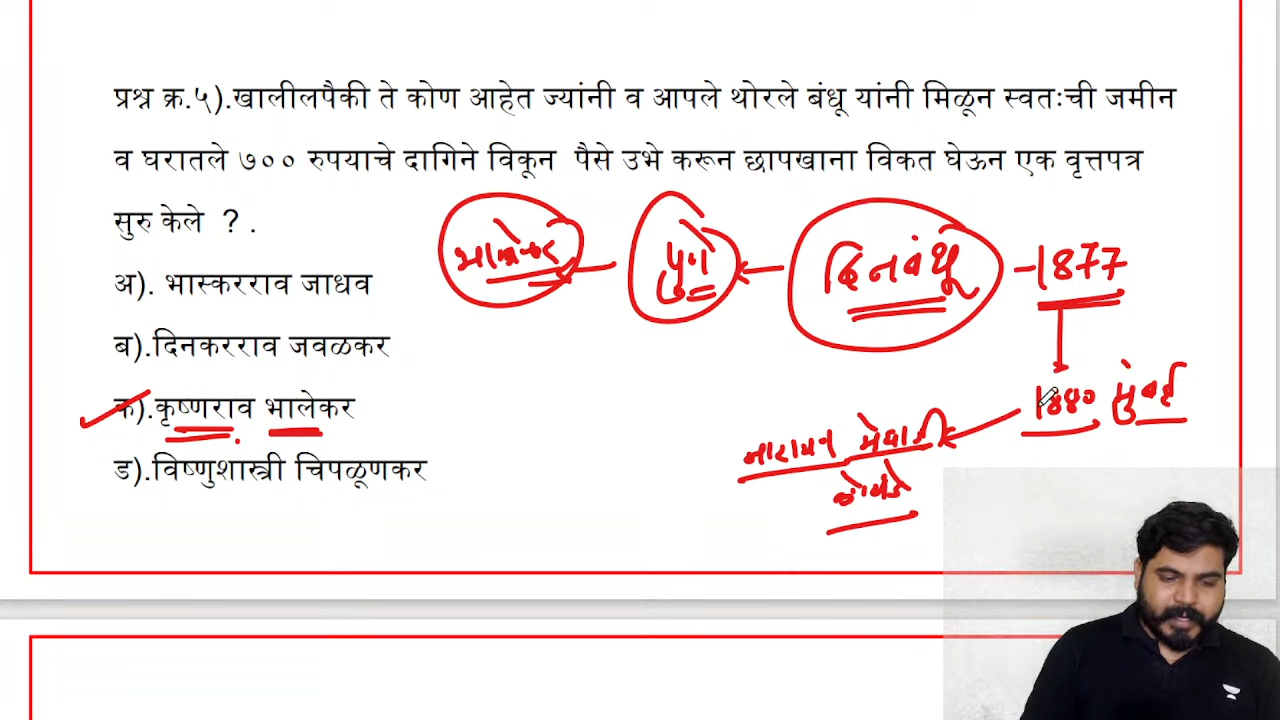 प्रश्न क्र.५).खालीलपैकी ते कोण आहेत ज्यांनी व आपले थोरले बंधू यांनी मिळून स्वतःची जमीन
व घरातले ७०० रुपयाचे दागिने विकून पैसे उभे करून छापखाना विकत घेऊन एक वृत्तपत्र
सुरु केले ? .
भालेकर पुणे दिनबंधू - 1877
अ). भास्करराव जाधव
ब).दिनकरराव जवळकर
क).कृष्णराव भालेकर
1880 मुंबई
नारायण मेघाजी
लोखंडे
ड).विष्णुशास्त्री चिपळूणकर